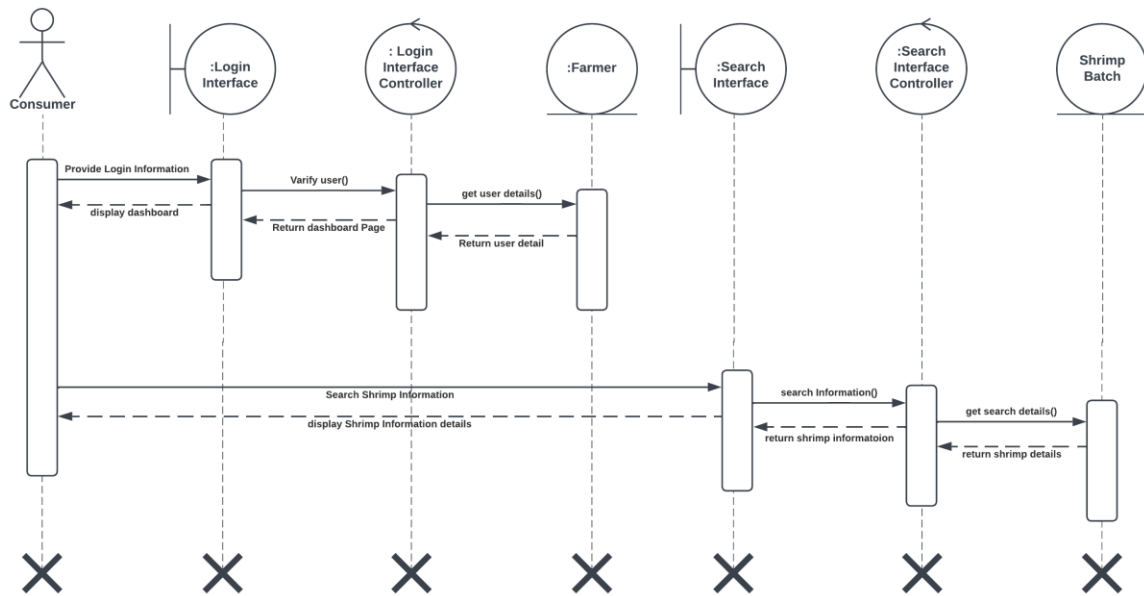 Consumer
:Login
Interface
: Login
Interface
Controller
:Farmer
:Search
Interface
:Search
Interface
Controller
Shrimp
Batch
Provide Login Information
Varify user()
get user details()
display dashboard
Return dashboard Page
Return user detail
Search Shrimp Information
search Information()
get search details()
display Shrimp Information details
return shrimp informatoion
return shrimp details